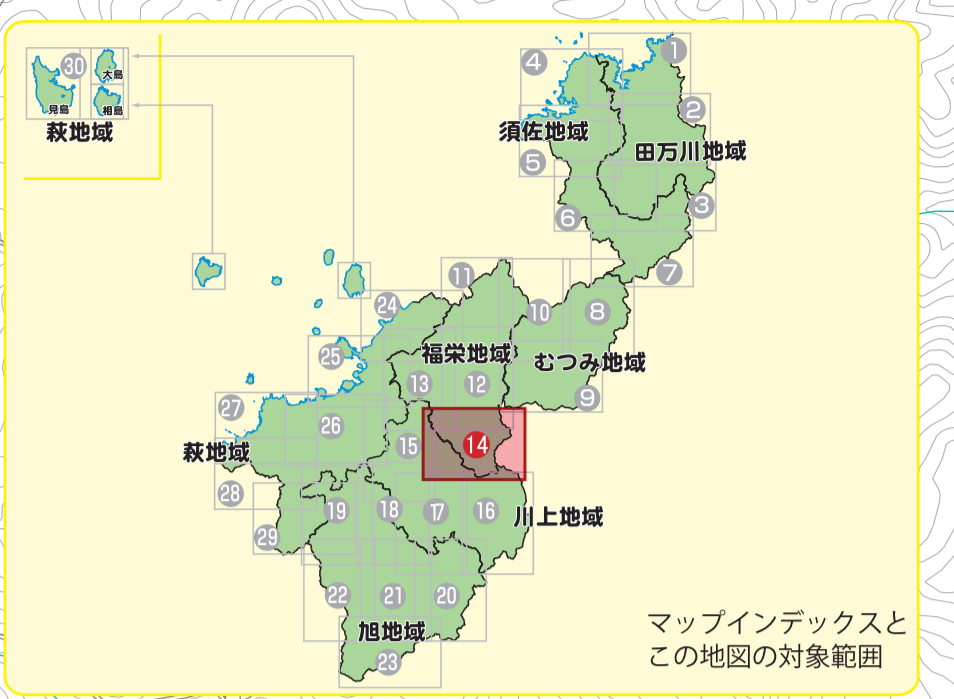 30
大島
見島
相島
萩地域
1
4
2
須佐地域
田万川地域
5
3
6
7
11
24
10
8
福栄地域
むつみ地域
25
13
12
9
27
26
14
15
萩地域
28
19
18
17
16
川上地域
29
22
21
20
旭地域
23
マップインデックスと
この地図の対象範囲